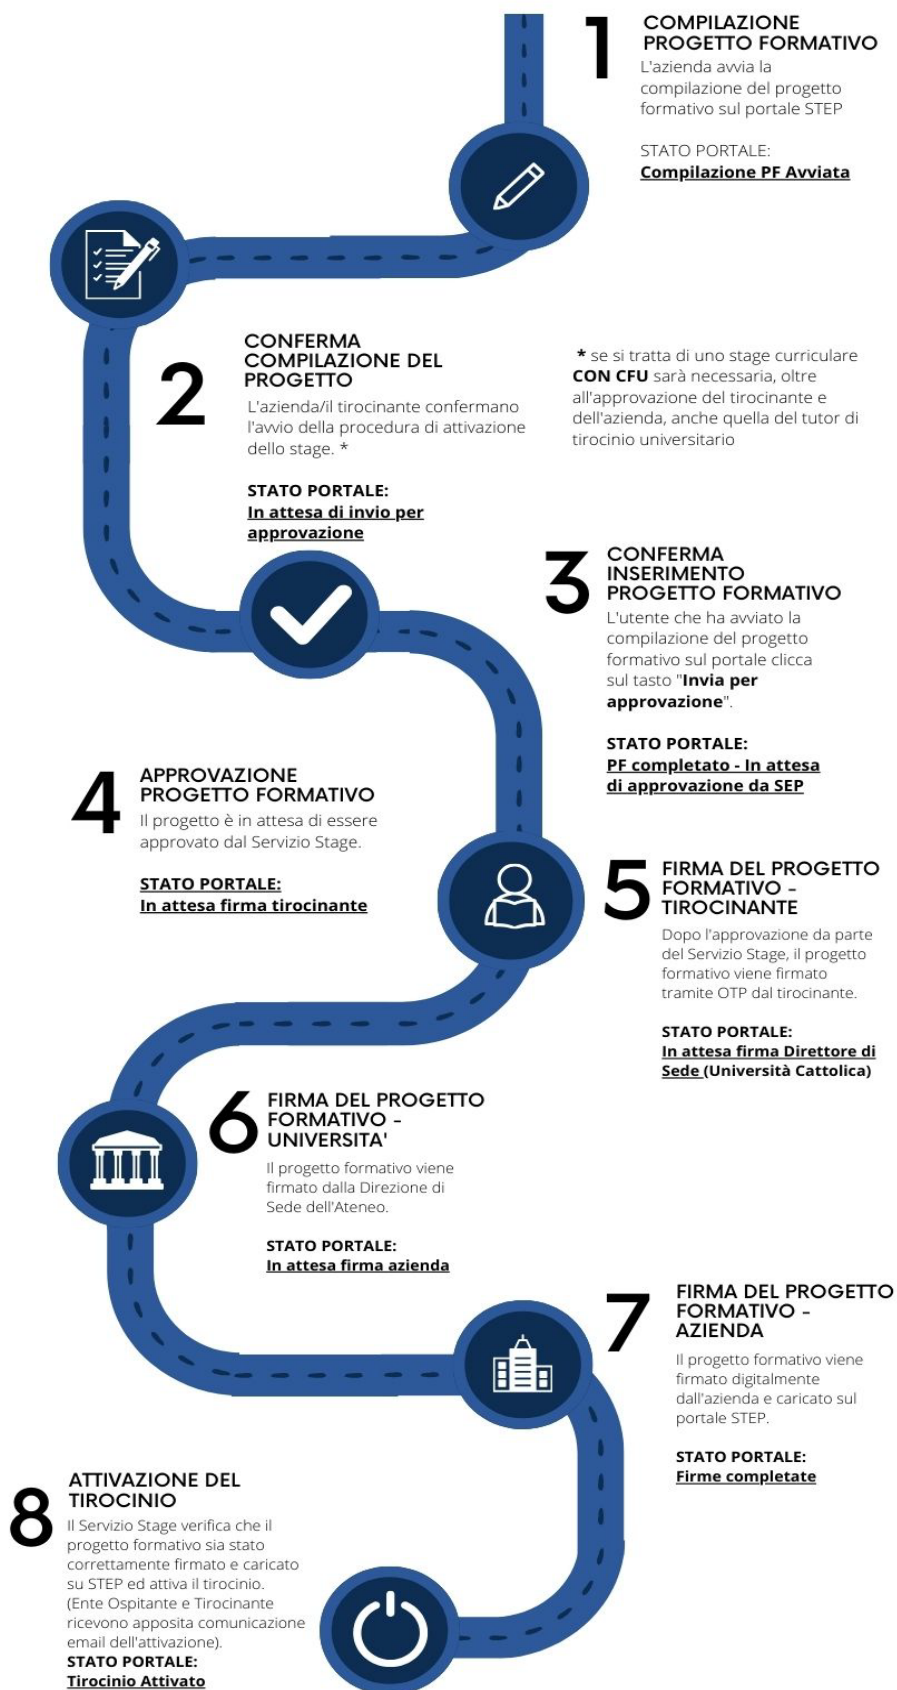 1
COMPILAZIONE
PROGETTO FORMATIVO
L'azienda avvia la
compilazione del progetto
formativo sul portale STEP
STATO PORTALE:
Compilazione PF Avviata
2
CONFERMA
COMPILAZIONE DEL
PROGETTO
L'azienda/il tirocinante confermano
l'avvio della procedura di attivazione
dello stage. *
STATO PORTALE:
In attesa di invio per
approvazione
* se si tratta di uno stage curriculare
CON CFU sarà necessaria, oltre
all'approvazione del tirocinante e
dell'azienda, anche quella del tutor di
tirocinio universitario
3
CONFERMA
INSERIMENTO
PROGETTO FORMATIVO
L'utente che ha avviato la
compilazione del progetto
formativo sul portale clicca
sul tasto "Invia per
approvazione".
STATO PORTALE:
PF completato - In attesa
di approvazione da SEP
4
APPROVAZIONE
PROGETTO FORMATIVO
Il progetto è in attesa di essere
approvato dal Servizio Stage.
STATO PORTALE:
In attesa firma tirocinante
5
FIRMA DEL PROGETTO
FORMATIVO -
TIROCINANTE
Dopo l'approvazione da parte
del Servizio Stage, il progetto
formativo viene firmato
tramite OTP dal tirocinante.
STATO PORTALE:
In attesa firma Direttore di
Sede (Università Cattolica)
6
FIRMA DEL PROGETTO
FORMATIVO -
UNIVERSITA'
Il progetto formativo viene
firmato dalla Direzione di
Sede dell'Ateneo.
STATO PORTALE:
In attesa firma azienda
7
FIRMA DEL PROGETTO
FORMATIVO -
AZIENDA
Il progetto formativo viene
firmato digitalmente
dall'azienda e caricato sul
portale STEP.
STATO PORTALE:
Firme completate
8
ATTIVAZIONE DEL
TIROCINIO
Il Servizio Stage verifica che il
progetto formativo sia stato
correttamente firmato e caricato
su STEP ed attiva il tirocinio.
(Ente Ospitante e Tirocinante
ricevono apposita comunicazione
email dell'attivazione).
STATO PORTALE:
Tirocinio Attivato